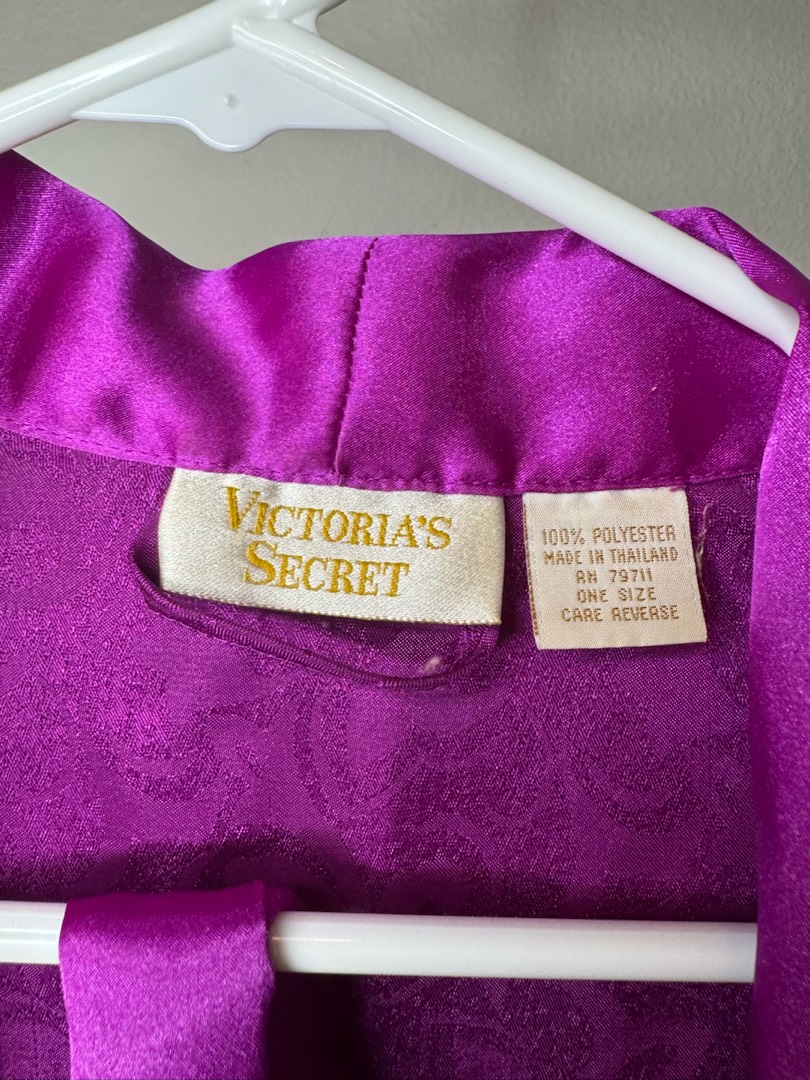 VICTORIA'S
SECRET
100% POLYESTER
MADE IN THAILAND
RN 79711
ONE SIZE
CARE REVERSE